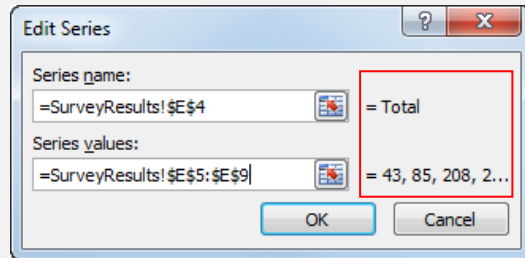 Edit Series
Series name:
=SurveyResults!$E$4 = Total
Series values:
=SurveyResults!$E$5:$E$9 = 43, 85, 208, 2...
OK Cancel